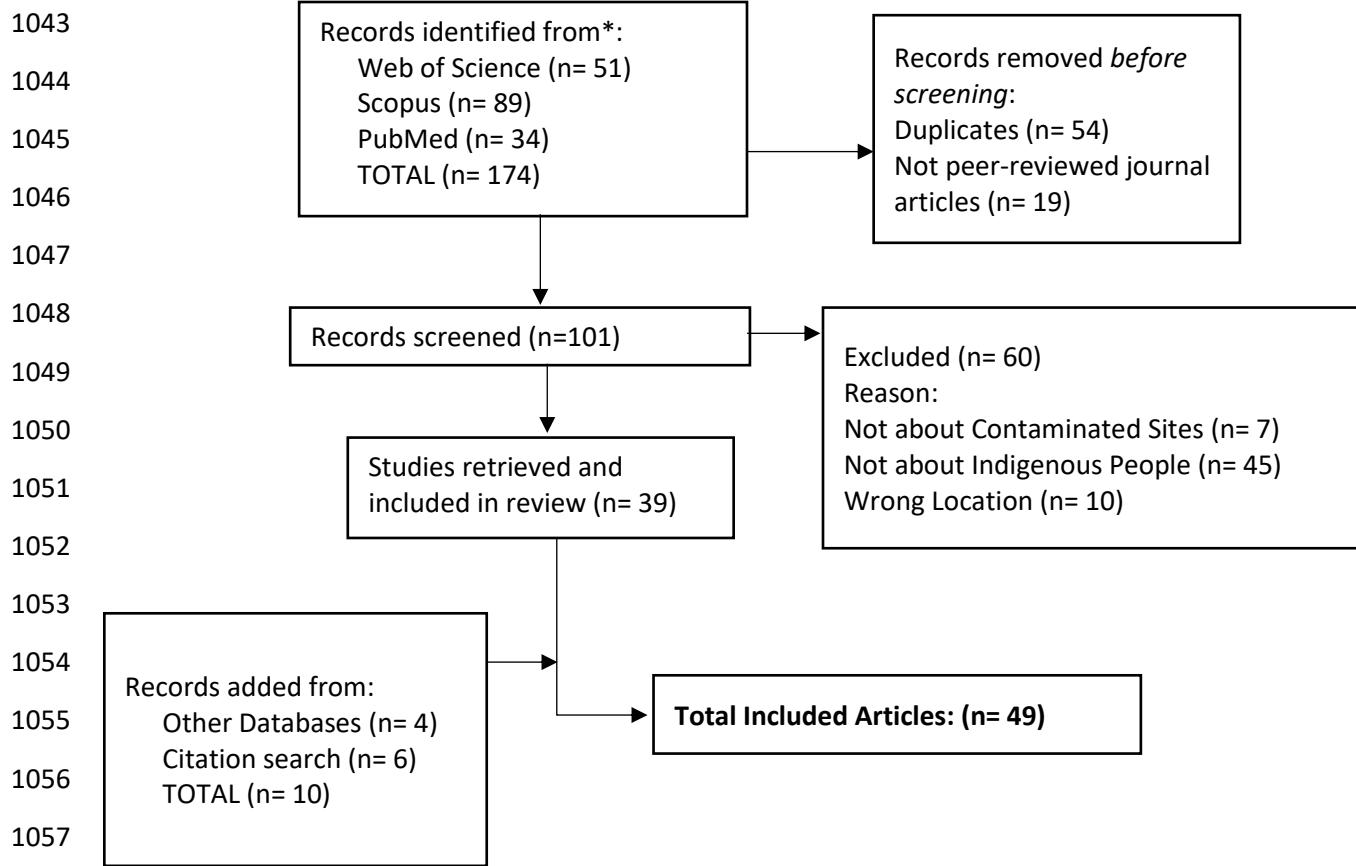 1043
1044
1045
1046
1047
1048
1049
1050
1051
1052
1053
1054
1055
1056
1057
Records identified from*:
Web of Science (n= 51)
Scopus (n= 89)
PubMed (n= 34)
TOTAL (n= 174)
Records removed before
screening:
Duplicates (n= 54)
Not peer-reviewed journal
articles (n= 19)
Records screened (n=101)
Excluded (n= 60)
Reason:
Not about Contaminated Sites (n= 7)
Not about Indigenous People (n= 45)
Wrong Location (n= 10)
Studies retrieved and
included in review (n= 39)
Records added from:
Other Databases (n= 4)
Citation search (n= 6)
TOTAL (n= 10)
Total Included Articles: (n= 49)